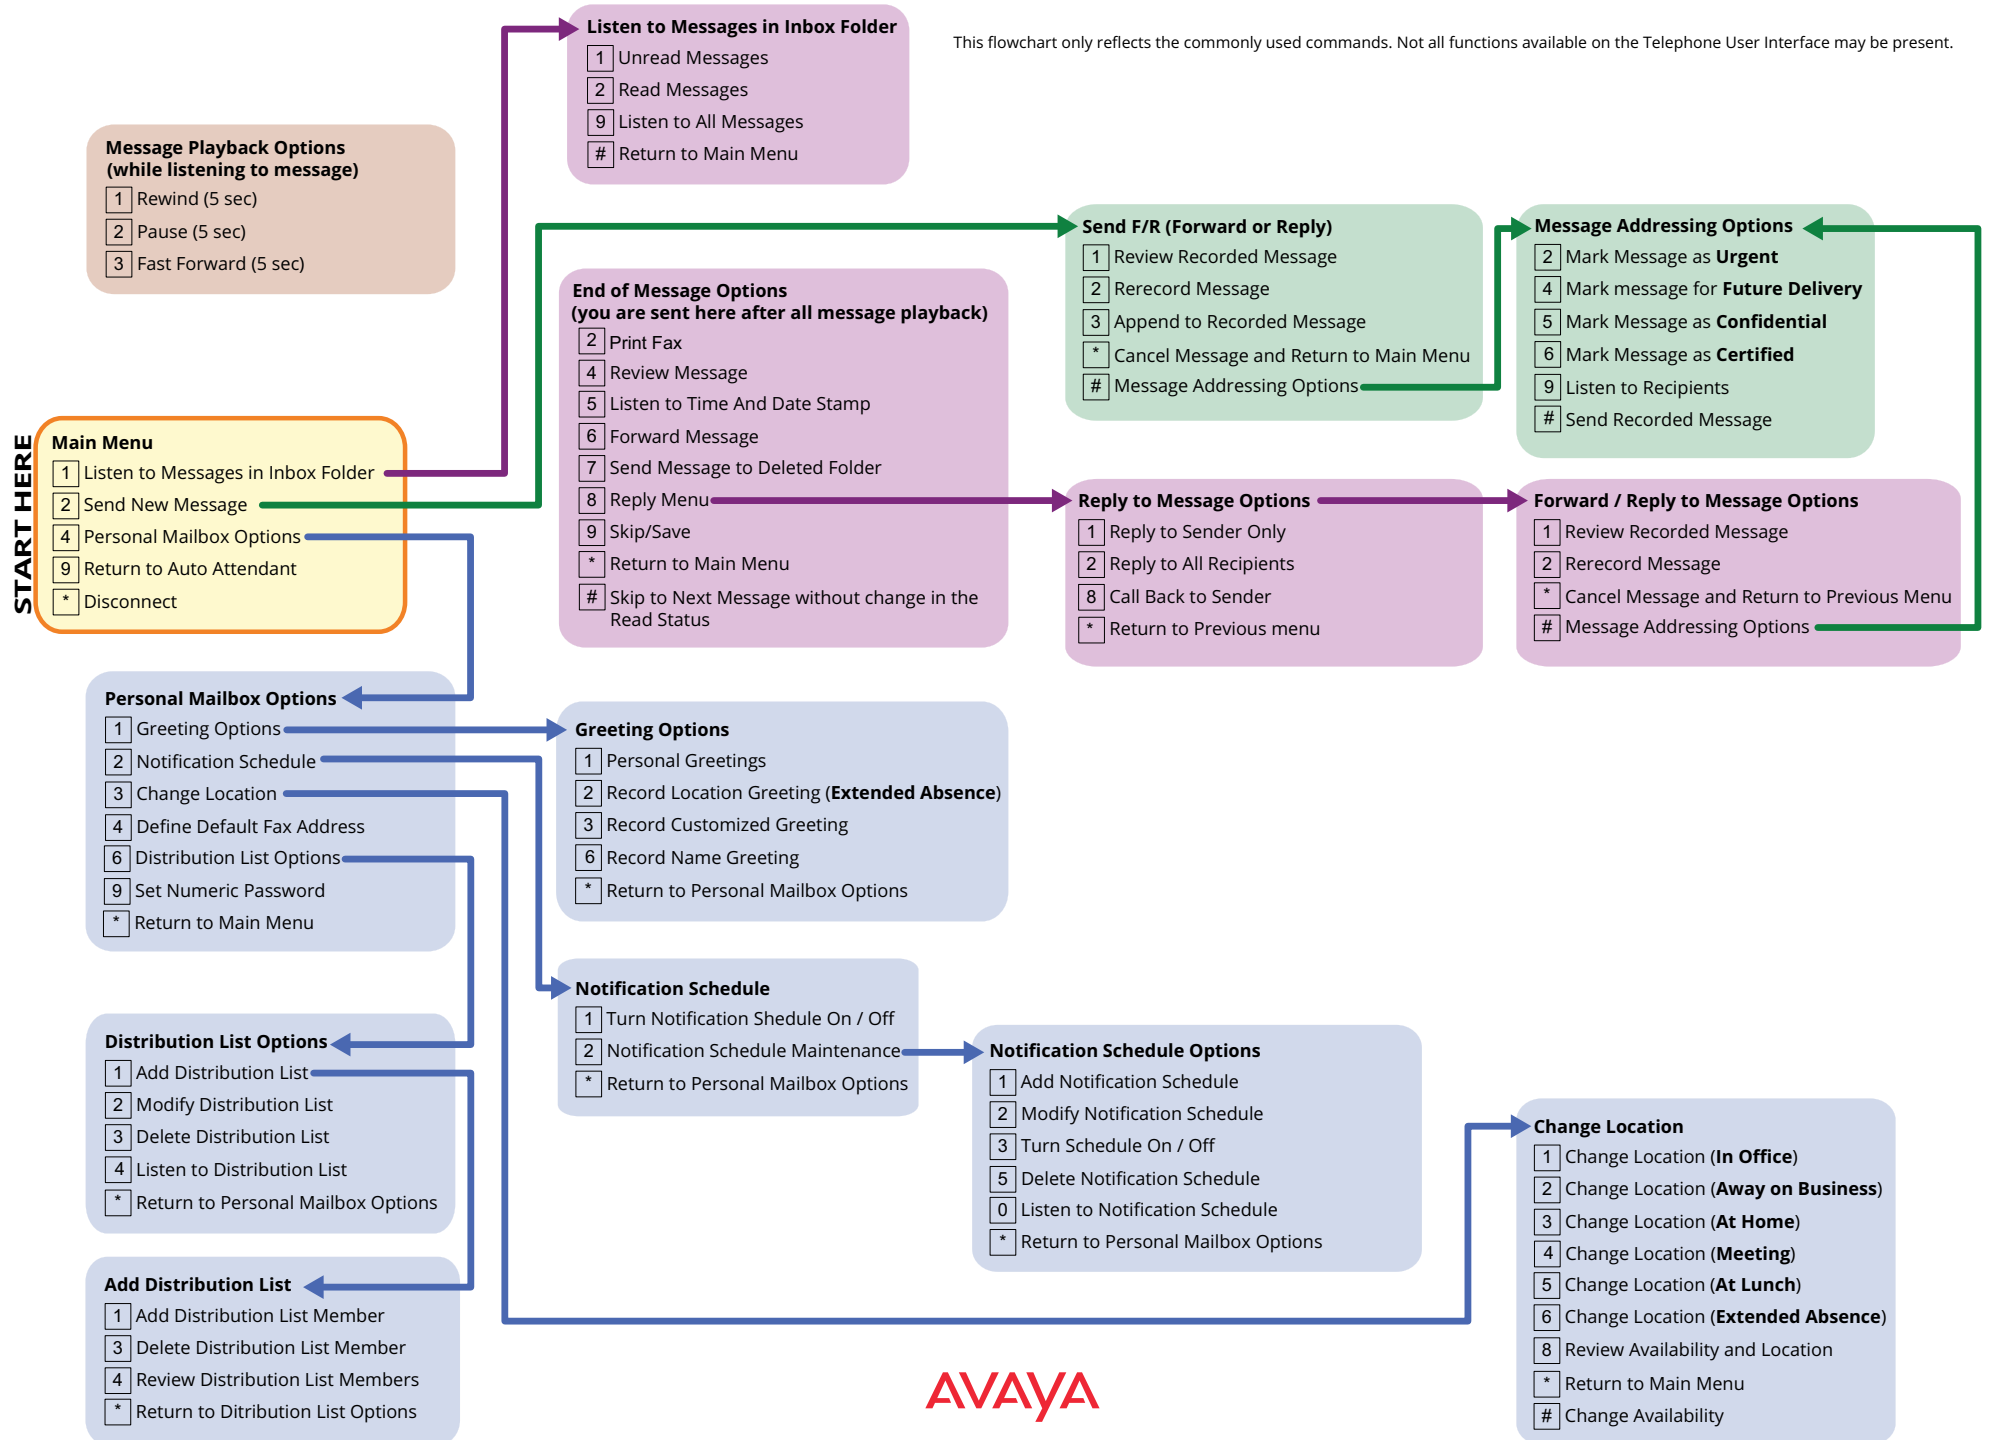 Listen to Messages in Inbox Folder
1 Unread Messages
2 Read Messages
9 Listen to All Messages
# Return to Main Menu
This flowchart only reflects the commonly used commands. Not all functions available on the Telephone User Interface may be present.
Message Playback Options
(while listening to message)
1 Rewind (5 sec)
2 Pause (5 sec)
3 Fast Forward (5 sec)
Send F/R (Forward or Reply)
1 Review Recorded Message
2 Rerecord Message
3 Append to Recorded Message
* Cancel Message and Return to Main Menu
# Message Addressing Options
Message Addressing Options
2 Mark Message as Urgent
4 Mark message for Future Delivery
5 Mark Message as Confidential
6 Mark Message as Certified
9 Listen to Recipients
# Send Recorded Message
End of Message Options
(you are sent here after all message playback)
2 Print Fax
4 Review Message
5 Listen to Time And Date Stamp
6 Forward Message
7 Send Message to Deleted Folder
8 Reply Menu
9 Skip/Save
* Return to Main Menu
# Skip to Next Message without change in the
Read Status
START HERE
Main Menu
1 Listen to Messages in Inbox Folder
2 Send New Message
4 Personal Mailbox Options
9 Return to Auto Attendant
* Disconnect
Reply to Message Options
1 Reply to Sender Only
2 Reply to All Recipients
8 Call Back to Sender
* Return to Previous menu
Forward / Reply to Message Options
1 Review Recorded Message
2 Rerecord Message
* Cancel Message and Return to Previous Menu
# Message Addressing Options
Personal Mailbox Options
1 Greeting Options
2 Notification Schedule
3 Change Location
4 Define Default Fax Address
6 Distribution List Options
9 Set Numeric Password
* Return to Main Menu
Greeting Options
1 Personal Greetings
2 Record Location Greeting (Extended Absence)
3 Record Customized Greeting
6 Record Name Greeting
* Return to Personal Mailbox Options
Notification Schedule
1 Turn Notification Shedule On / Off
2 Notification Schedule Maintenance
* Return to Personal Mailbox Options
Notification Schedule Options
1 Add Notification Schedule
2 Modify Notification Schedule
3 Turn Schedule On / Off
5 Delete Notification Schedule
0 Listen to Notification Schedule
* Return to Personal Mailbox Options
Distribution List Options
1 Add Distribution List
2 Modify Distribution List
3 Delete Distribution List
4 Listen to Distribution List
* Return to Personal Mailbox Options
Add Distribution List
1 Add Distribution List Member
3 Delete Distribution List Member
4 Review Distribution List Members
* Return to Ditribution List Options
Change Location
1 Change Location (In Office)
2 Change Location (Away on Business)
3 Change Location (At Home)
4 Change Location (Meeting)
5 Change Location (At Lunch)
6 Change Location (Extended Absence)
8 Review Availability and Location
* Return to Main Menu
# Change Availability
AVAYA